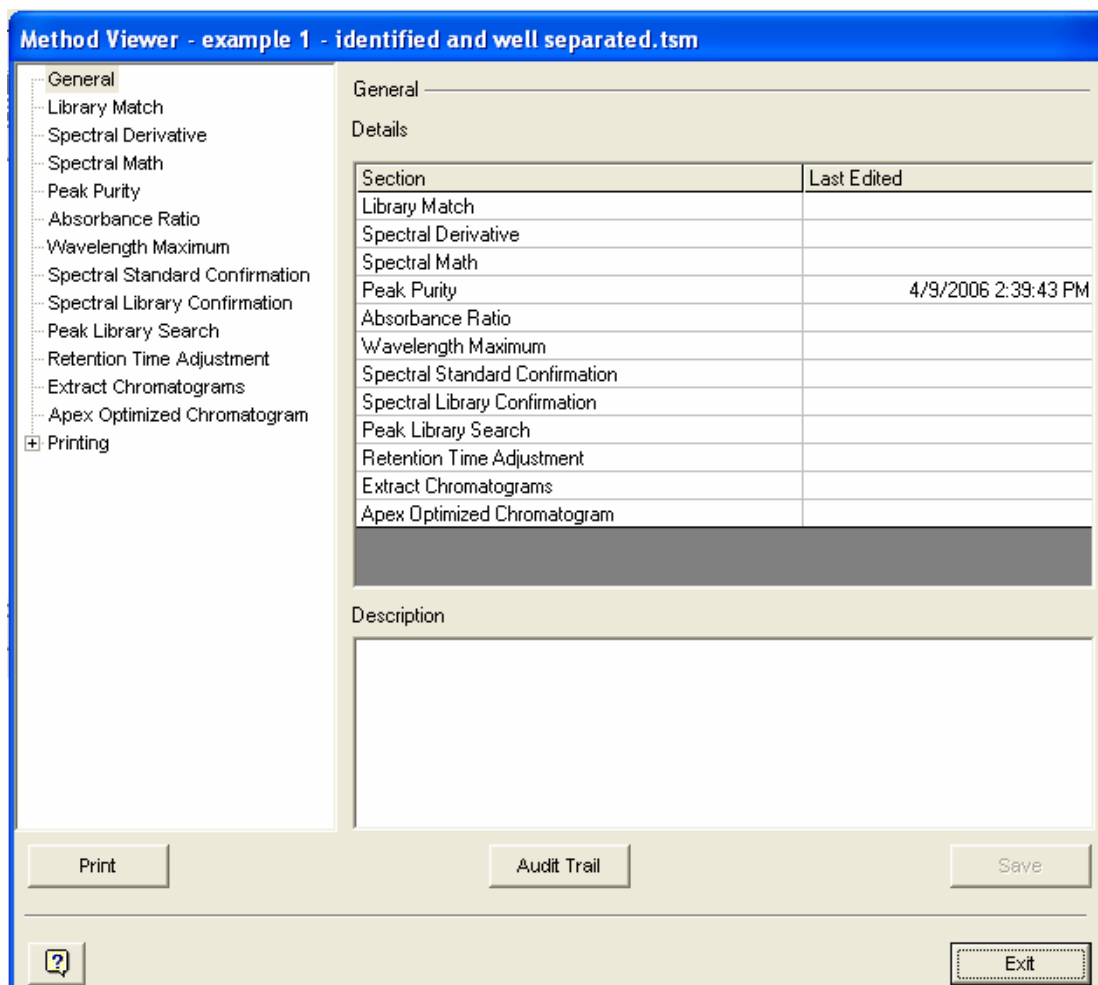 Method Viewer - example 1 - identified and well separated.tsm
General
Library Match
Spectral Derivative
Spectral Math
Peak Purity
Absorbance Ratio
Wavelength Maximum
Spectral Standard Confirmation
Spectral Library Confirmation
Peak Library Search
Retention Time Adjustment
Extract Chromatograms
Apex Optimized Chromatogram
Printing
General
Details
Section Last Edited
Library Match
Spectral Derivative
Spectral Math
Peak Purity 4/9/2006 2:39:43 PM
Absorbance Ratio
Wavelength Maximum
Spectral Standard Confirmation
Spectral Library Confirmation
Peak Library Search
Retention Time Adjustment
Extract Chromatograms
Apex Optimized Chromatogram
Description
Print Audit Trail Save
? Exit